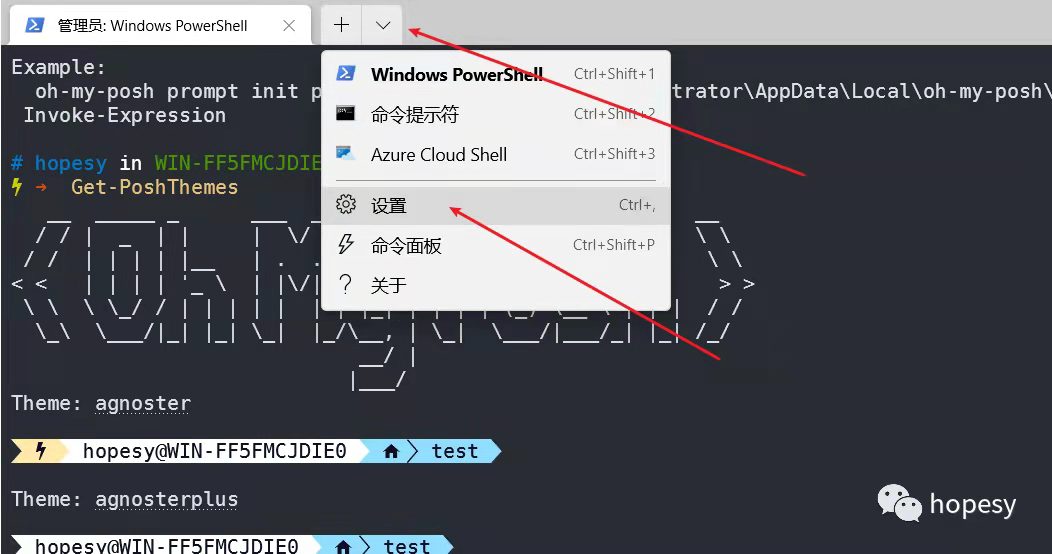 管理员: Windows PowerShell
Example:
oh-my-posh prompt init trator\AppData\Local\oh-my-posh\
Invoke-Expression
# hopesy in WIN-FF5FMCJDIE
Get-PoshThemes
Windows PowerShell Ctrl+Shift+1
命令提示符 Ctrl+Shift+2
Azure Cloud Shell Ctrl+Shift+3
设置 Ctrl+,
命令面板 Ctrl+Shift+P
关于
Theme: agnoster
hopesy@WIN-FF5FMCJDIE0 test
Theme: agnosterplus
hopesy@WIN-FF5FMCJDIE0 test
hopesy